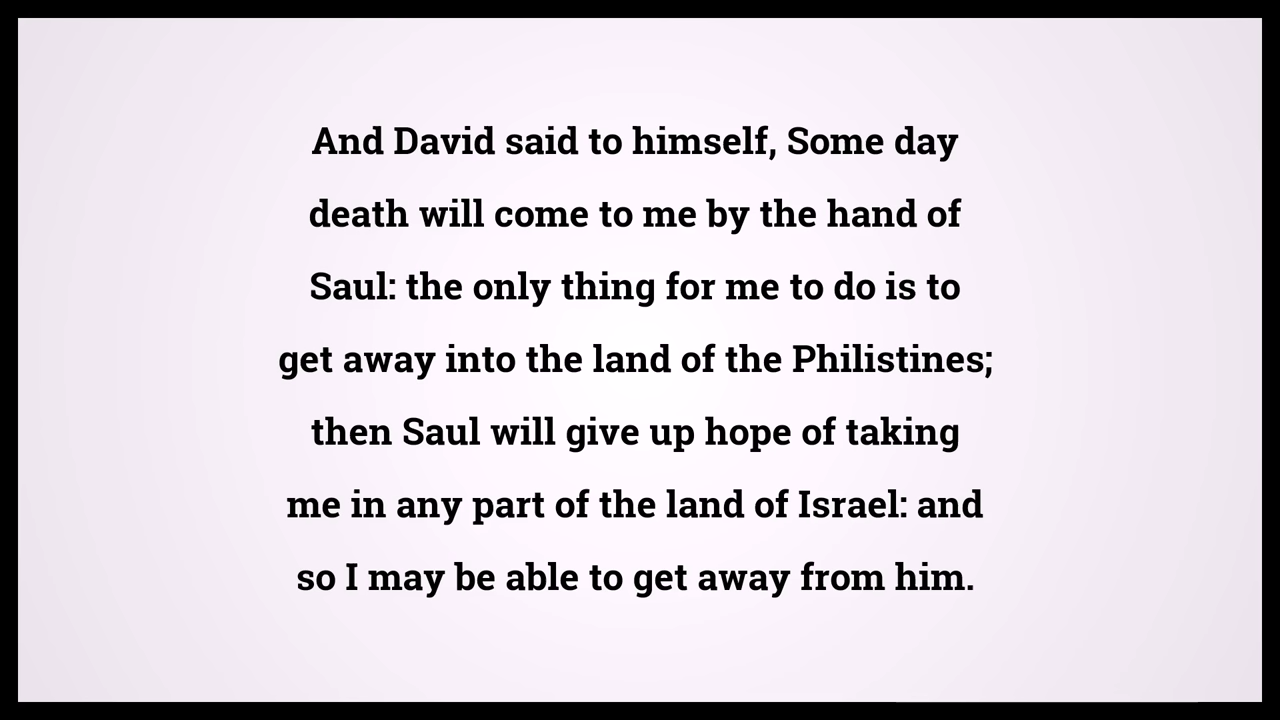 And David said to himself, Some day
death will come to me by the hand of
Saul: the only thing for me to do is to
get away into the land of the Philistines;
then Saul will give up hope of taking
me in any part of the land of Israel: and
so I may be able to get away from him.